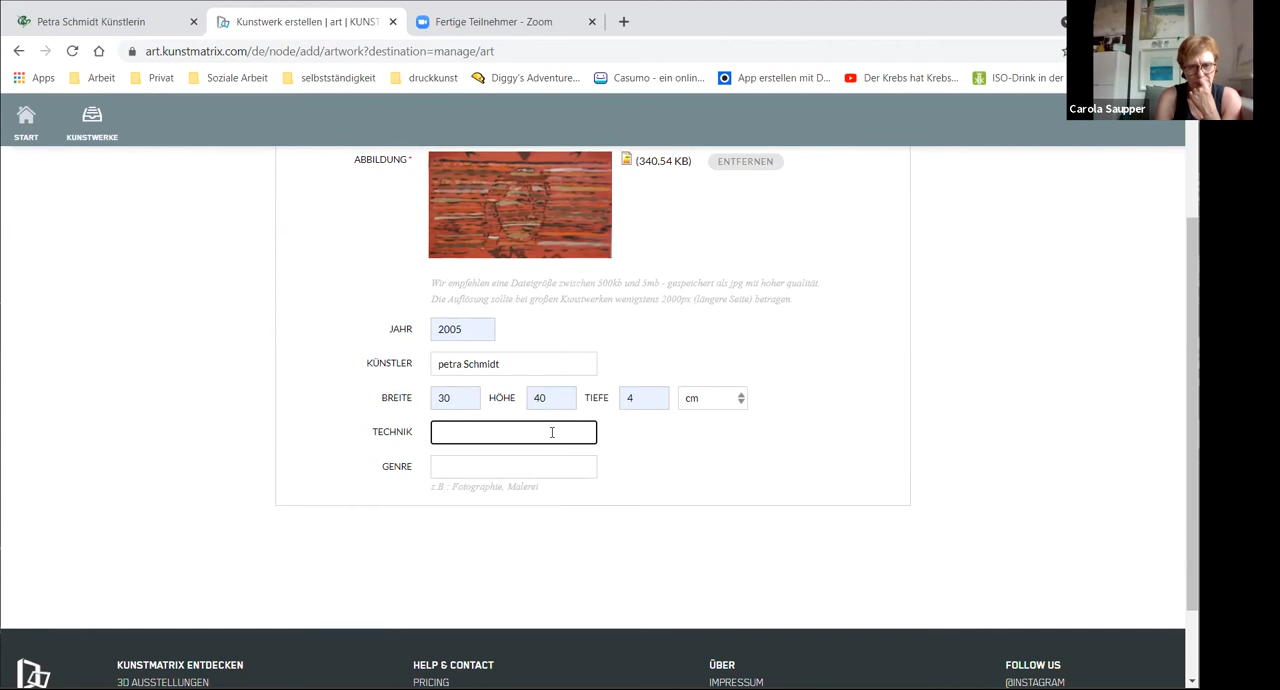 Petra Schmidt Künstlerin
Kunstwerk erstellen | art | KUNST
Fertige Teilnehmer - Zoom
art.kunstmatrix.com/de/node/add/artwork?destination=manage/art
Apps Arbeit Privat Soziale Arbeit selbstständigkeit druckkunst Diggy's Adventure... Casumo - ein onlin... App erstellen mit D... Der Krebs hat Krebs... ISO-Drink in der
Carola Saupper
START KUNSTWERKE
ABBILDUNG* (340.54 KB) ENTFERNEN
Wir empfehlen eine Dateigröße zwischen 500kb und 5mb - gespeichert als jpg mit hoher qualität.
Die Auflösung sollte bei großen Kunstwerken wenigstens 2000px (längere Seite) betragen.
JAHR 2005
KÜNSTLER petra Schmidt
BREITE 30 HÖHE 40 TIEFE 4 cm
TECHNIK
GENRE
z.B.: Fotographie, Malerei
KUNSTMATRIX ENTDECKEN HELP & CONTACT ÜBER FOLLOW US
3D AUSSTELLUNGEN PRICING IMPRESSUM @INSTAGRAM